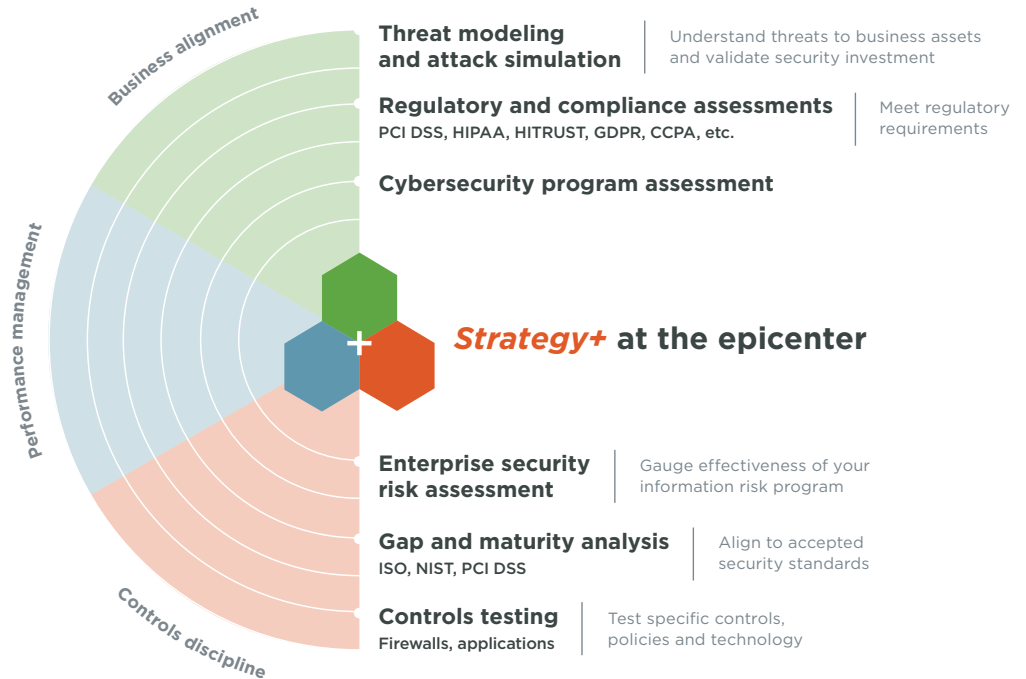 Business alignment
Threat modeling
and attack simulation
Understand threats to business assets
and validate security investment
Regulatory and compliance assessments
PCI DSS, HIPAA, HITRUST, GDPR, CCPA, etc.
Meet regulatory
requirements
Cybersecurity program assessment
Performance management
+
Strategy+ at the epicenter
Enterprise security
risk assessment
Gauge effectiveness of your
information risk program
Gap and maturity analysis
ISO, NIST, PCI DSS
Align to accepted
security standards
Controls discipline
Controls testing
Firewalls, applications
Test specific controls,
policies and technology